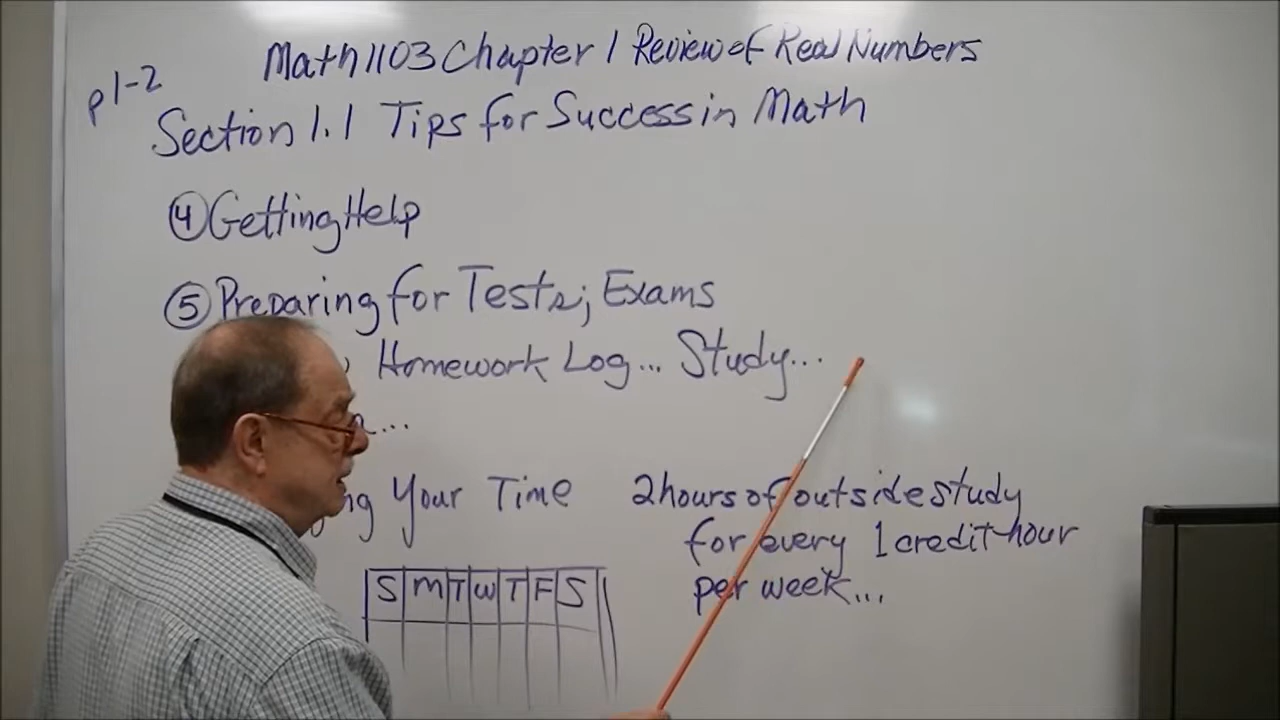 Math 1103 Chapter 1 Review of Real Numbers
p 1-2
Section 1.1 Tips for Success in Math
④ Getting Help
⑤ Preparing for Tests; Exams
Homework Log... Study...
...
Your Time
2 hours of outside study
for every 1 credit-hour
per week...
S M T W T F S